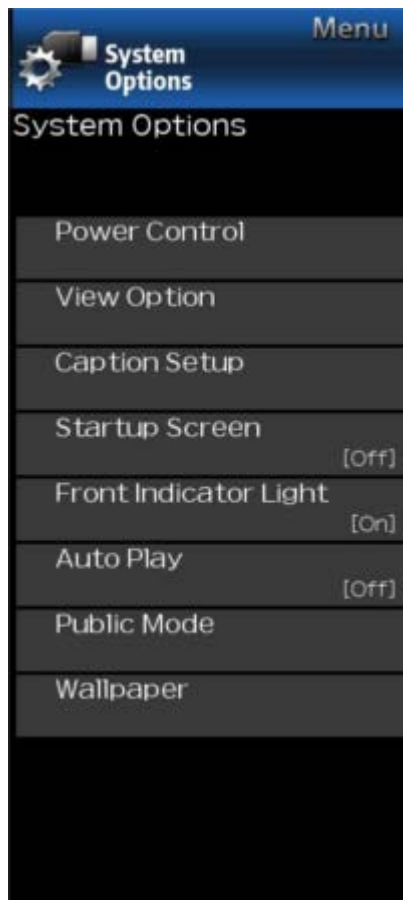 Menu
System
Options
System Options
Power Control
View Option
Caption Setup
Startup Screen
[Off]
Front Indicator Light
[On]
Auto Play
[Off]
Public Mode
Wallpaper